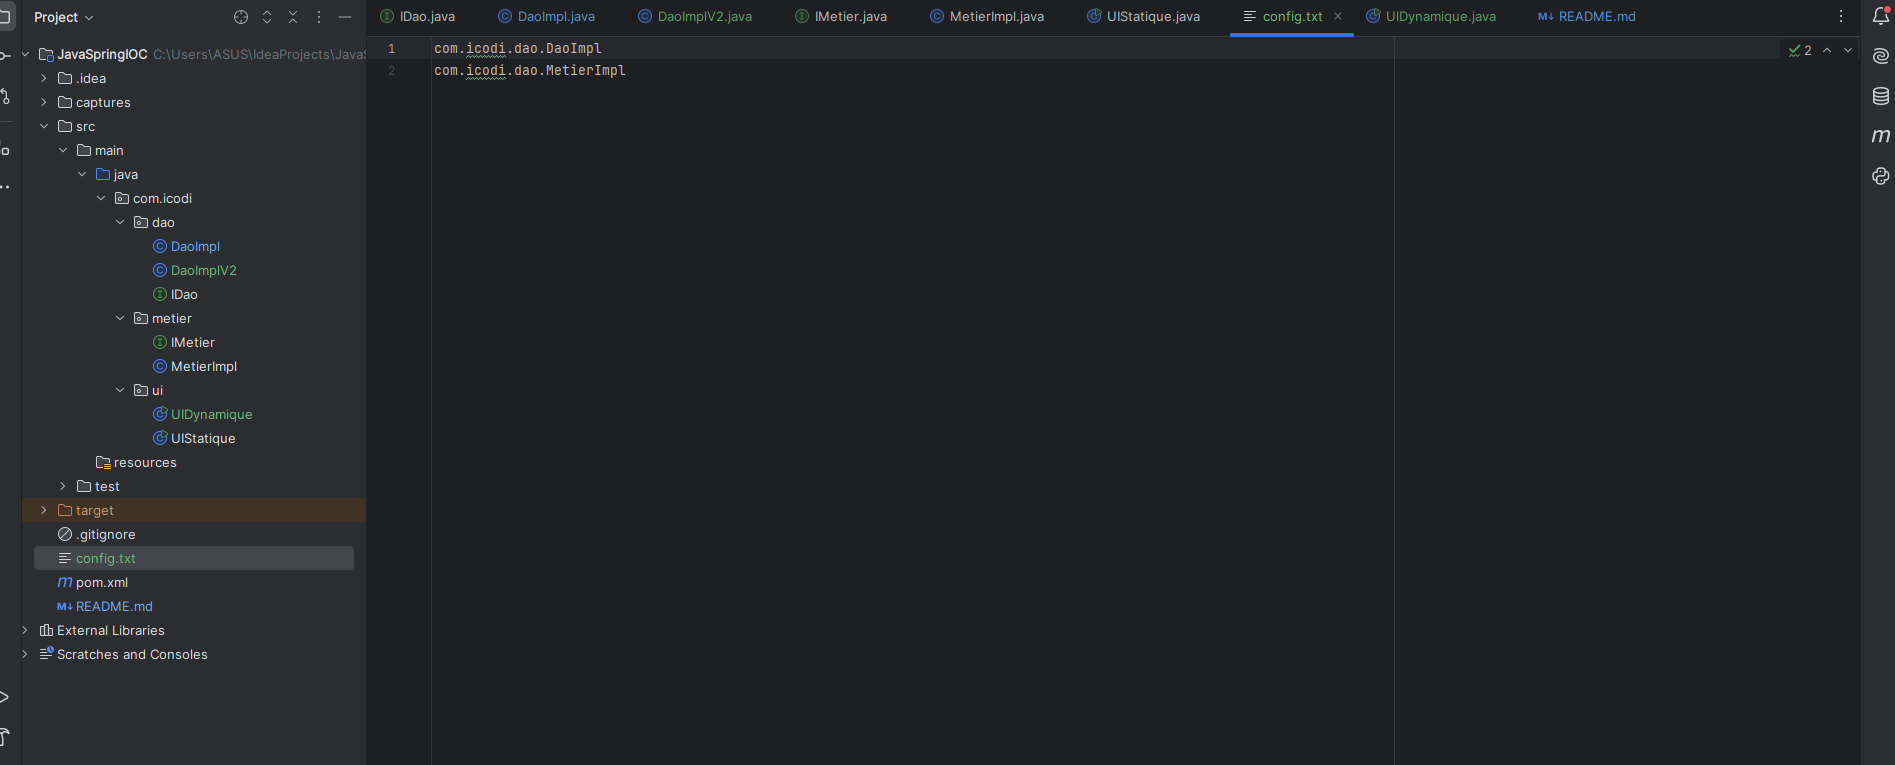 Project
IDao.java
DaoImpl.java
DaoImplV2.java
IMetier.java
MetierImpl.java
UIStatique.java
config.txt
UIDynamique.java
M↓ README.md
JavaSpringIOC C:\Users\ASUS\IdeaProjects\JavaS
.idea
captures
src
main
java
com.icodi
dao
DaoImpl
DaoImplV2
IDao
metier
IMetier
MetierImpl
ui
UIDynamique
UIStatique
resources
test
target
.gitignore
config.txt
pom.xml
M↓ README.md
External Libraries
Scratches and Consoles
1 com.icodi.dao.DaoImpl
2 com.icodi.dao.MetierImpl
2
m